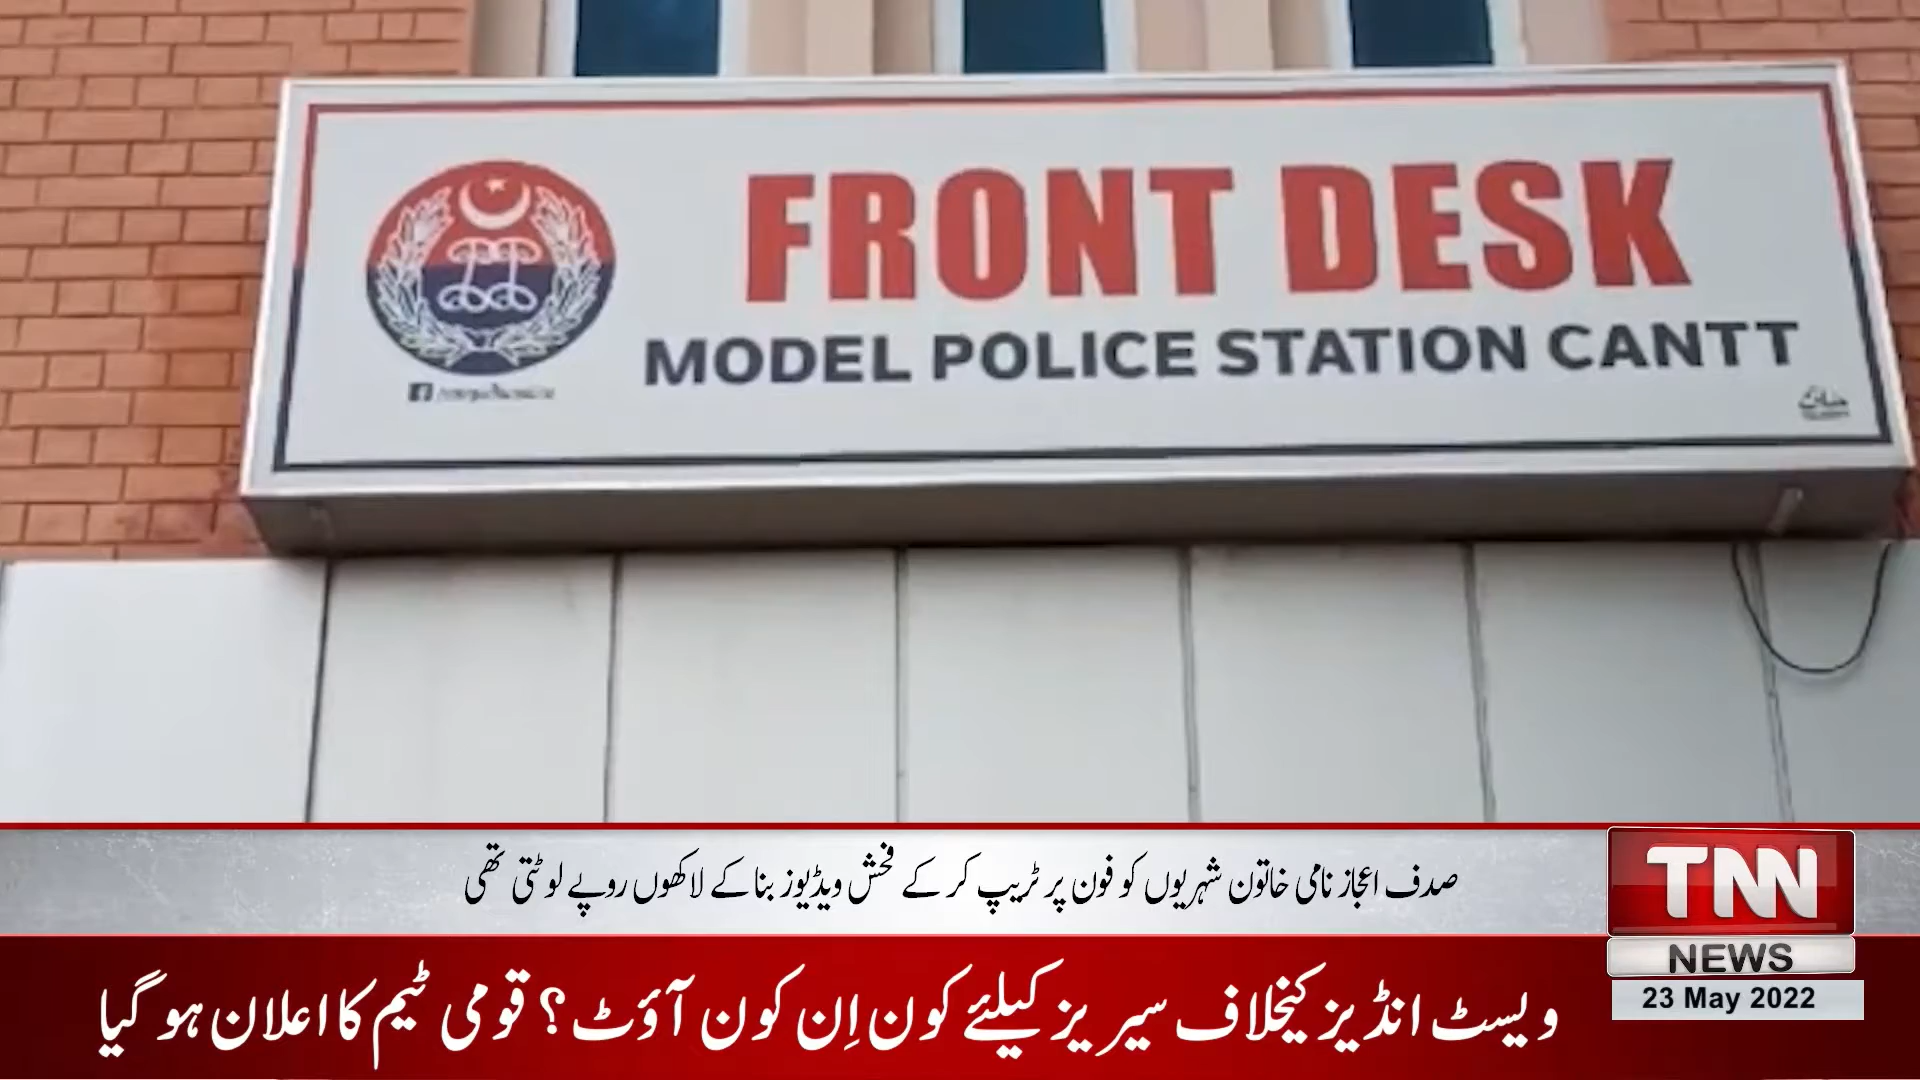 FRONT DESK
MODEL POLICE STATION CANTT
صدف اعجاز نامی خاتون شہریوں کو فون پر ٹریپ کر کے فحش ویڈیوز بنا کے لاکھوں روپے لوٹتی تھی
TNN
NEWS
23 May 2022
ویسٹ انڈیز کیخلاف سیریز کیلئے کون اِن کون آؤٹ؟ قومی ٹیم کا اعلان ہو گیا